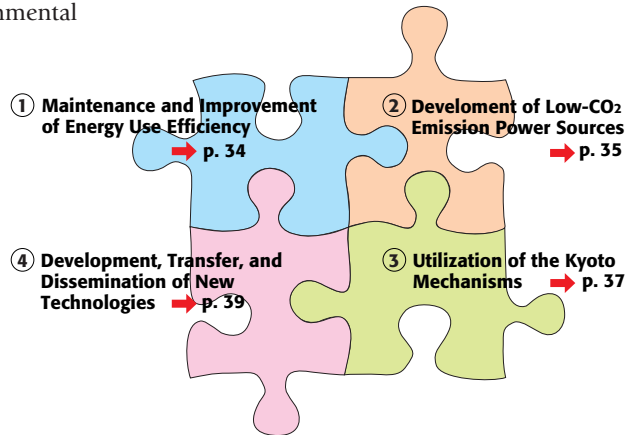 nmental
① Maintenance and Improvement
of Energy Use Efficiency
p. 34
② Develoment of Low-CO₂
Emission Power Sources
p. 35
④ Development, Transfer, and
Dissemination of New
Technologies p. 39
③ Utilization of the Kyoto
Mechanisms p. 37